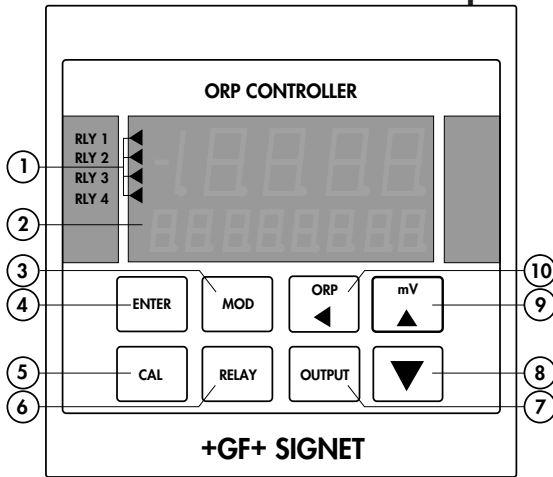 ORP CONTROLLER
RLY 1
RLY 2
RLY 3
RLY 4
1
2
3
4
5
6
10
9
8
7
ENTER
MOD
ORP
mV
CAL
RELAY
OUTPUT
+GF+ SIGNET